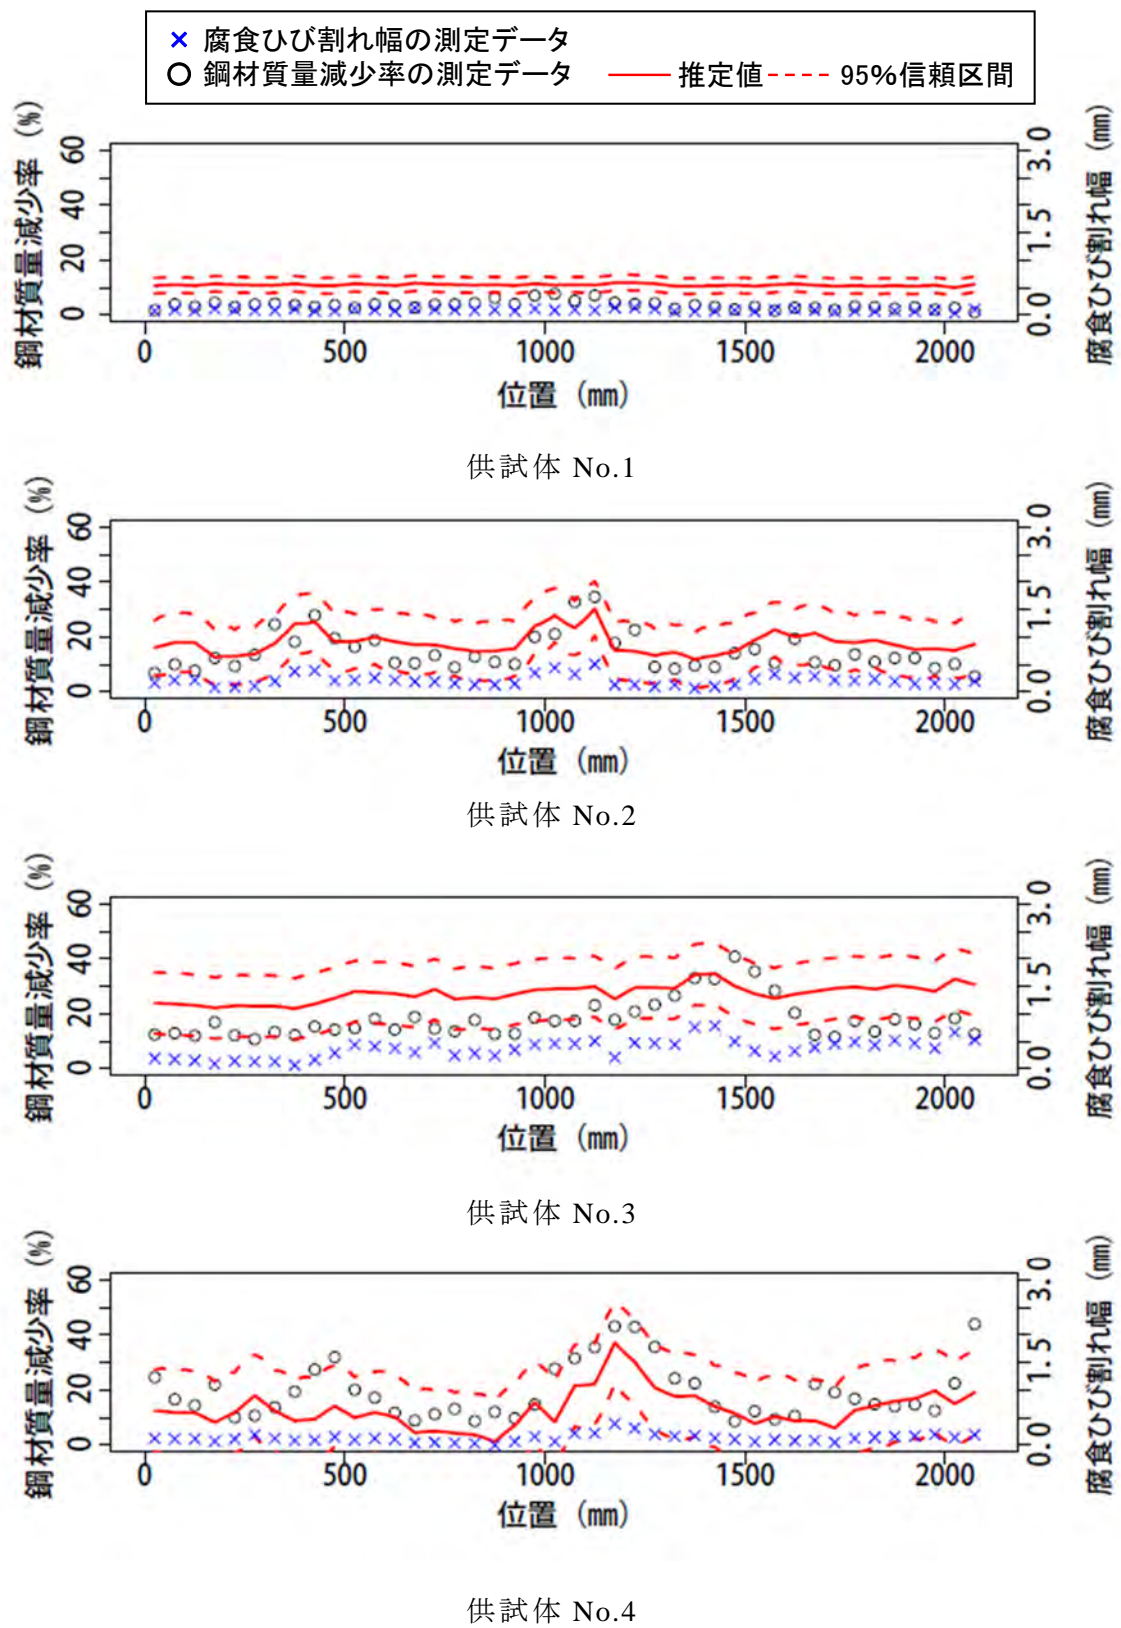 × 腐食ひび割れ幅の測定データ
○ 鋼材質量減少率の測定データ —— 推定値 ---- 95%信頼区間
鋼材質量減少率 (%)
60
40
20
0
3.0
1.5
0.0
腐食ひび割れ幅 (mm)
0 500 1000 1500 2000
位置 (mm)
供試体 No.1
鋼材質量減少率 (%)
60
40
20
0
3.0
1.5
0.0
腐食ひび割れ幅 (mm)
0 500 1000 1500 2000
位置 (mm)
供試体 No.2
鋼材質量減少率 (%)
60
40
20
0
3.0
1.5
0.0
腐食ひび割れ幅 (mm)
0 500 1000 1500 2000
位置 (mm)
供試体 No.3
鋼材質量減少率 (%)
60
40
20
0
3.0
1.5
0.0
腐食ひび割れ幅 (mm)
0 500 1000 1500 2000
位置 (mm)
供試体 No.4